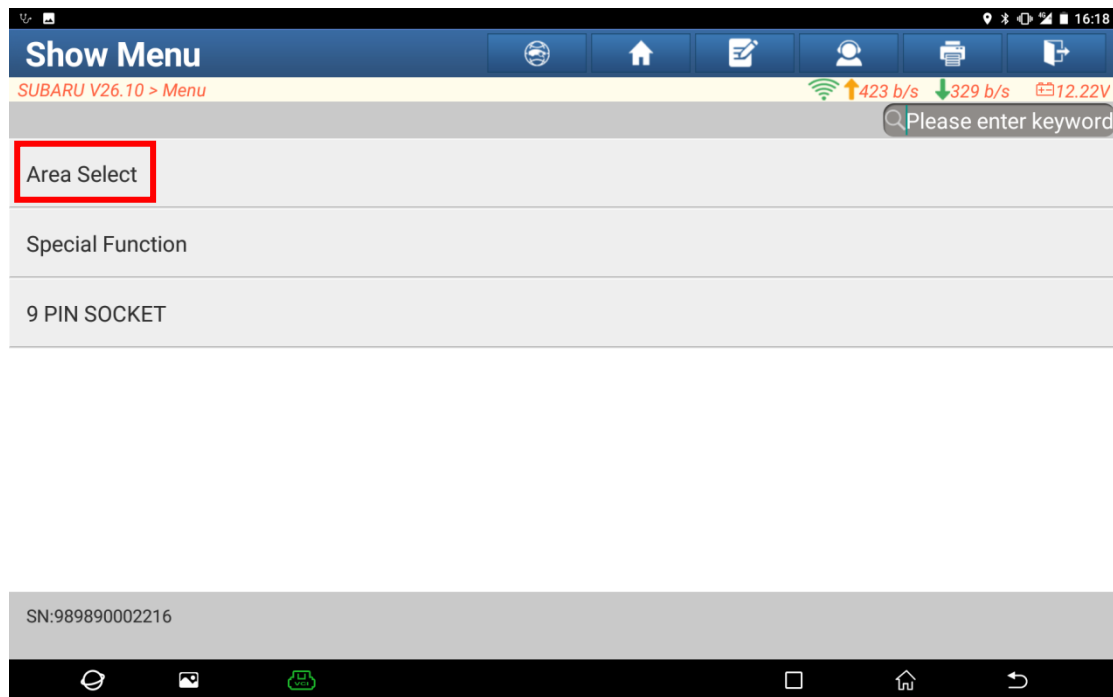 16:18
Show Menu
SUBARU V26.10 > Menu
423 b/s 329 b/s 12.22V
Please enter keyword
Area Select
Special Function
9 PIN SOCKET
SN:989890002216
VCI